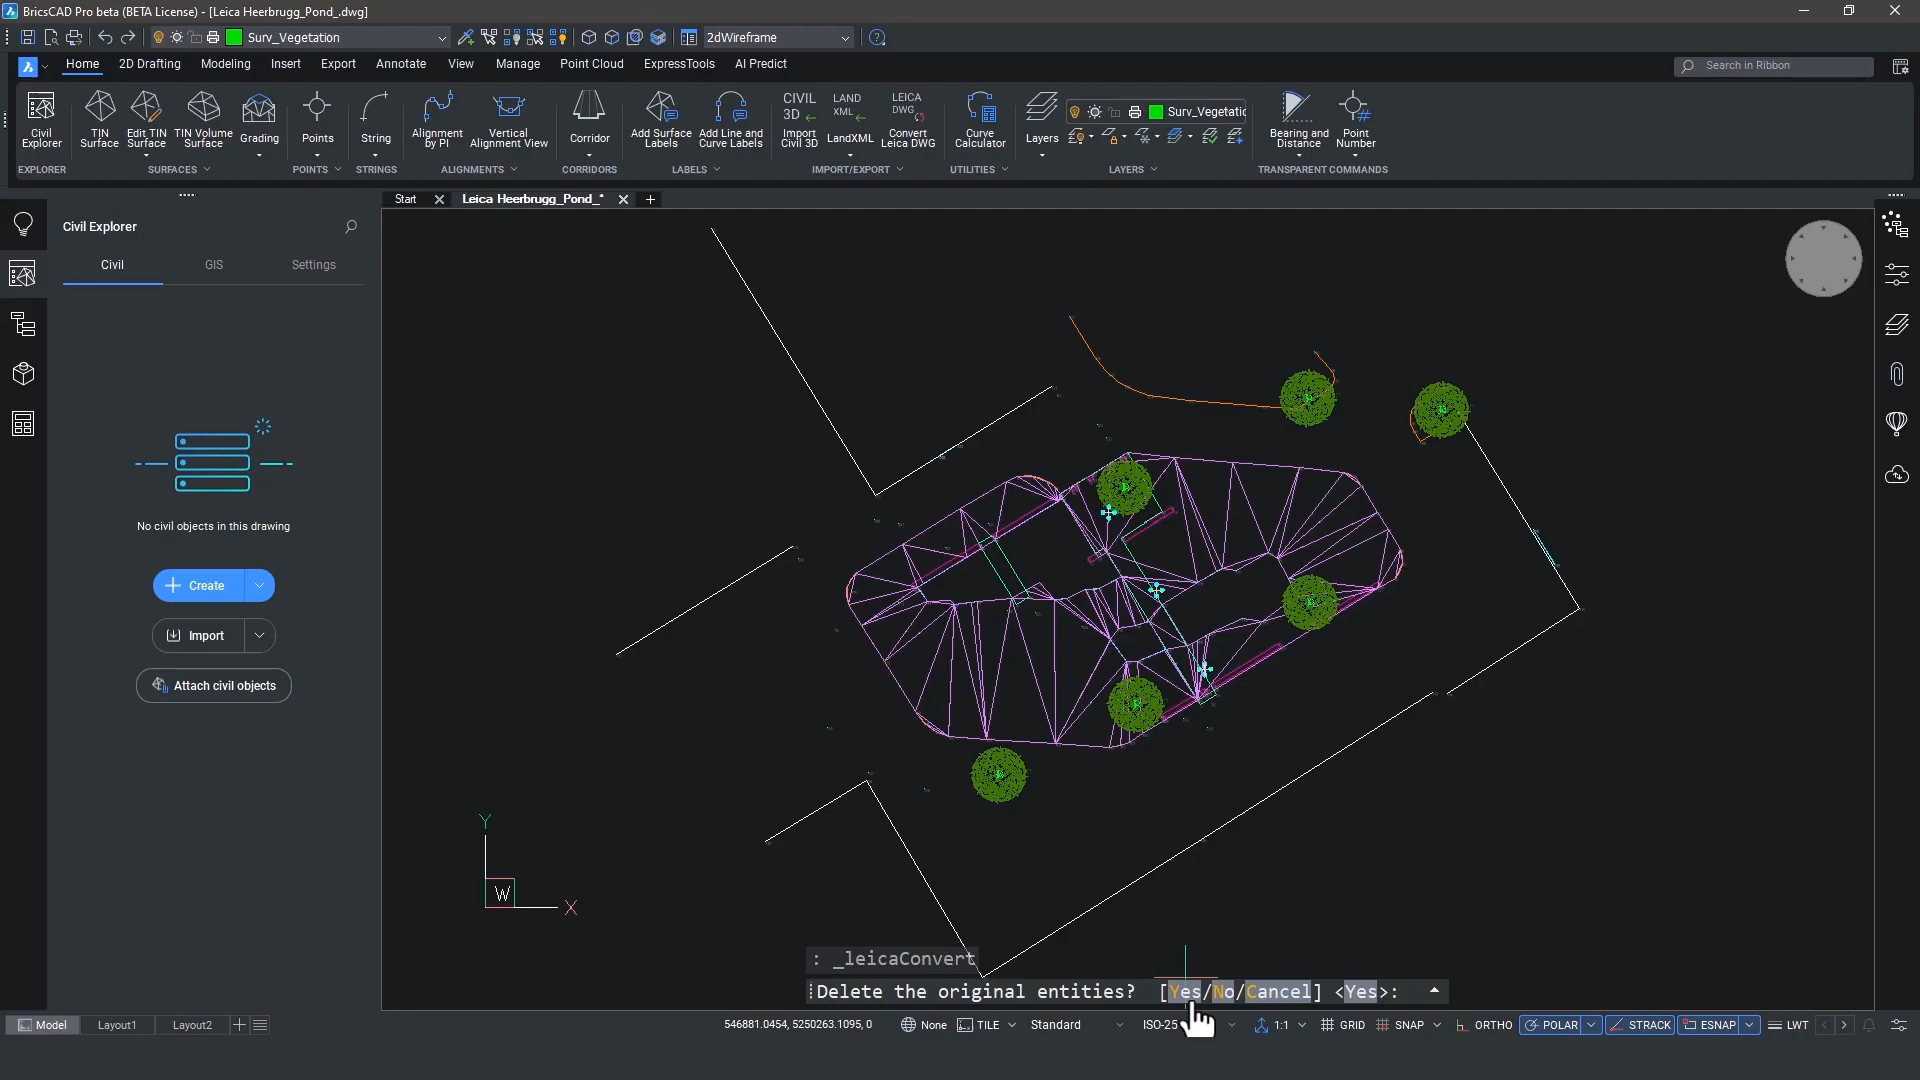 BricsCAD Pro beta (BETA License) - [Leica Heerbrugg_Pond_.dwg]
Surv_Vegetation
2dWireframe
Home 2D Drafting Modeling Insert Export Annotate View Manage Point Cloud ExpressTools AI Predict
Search in Ribbon
CIVIL 3D
LAND XML
LEICA DWG
Surv_Vegetatic
Civil Explorer
TIN Surface
Edit TIN Surface
TIN Volume Surface
Grading
Points
String
Alignment by PI
Vertical Alignment View
Corridor
Add Surface Labels
Add Line and Curve Labels
Import Civil 3D
LandXML
Convert Leica DWG
Curve Calculator
Layers
Bearing and Distance
Point Number
EXPLORER SURFACES POINTS STRINGS ALIGNMENTS CORRIDORS LABELS IMPORT/EXPORT UTILITIES LAYERS TRANSPARENT COMMANDS
Start Leica Heerbrugg_Pond_*
Civil Explorer
Civil GIS Settings
No civil objects in this drawing
Create
Import
Attach civil objects
Y
W
X
: _leicaConvert
Delete the original entities? [Yes/No/Cancel] <Yes>:
Model Layout1 Layout2
546881.0454, 5250263.1095, 0 None TILE Standard ISO-25 1:1 GRID SNAP ORTHO POLAR STRACK ESNAP LWT